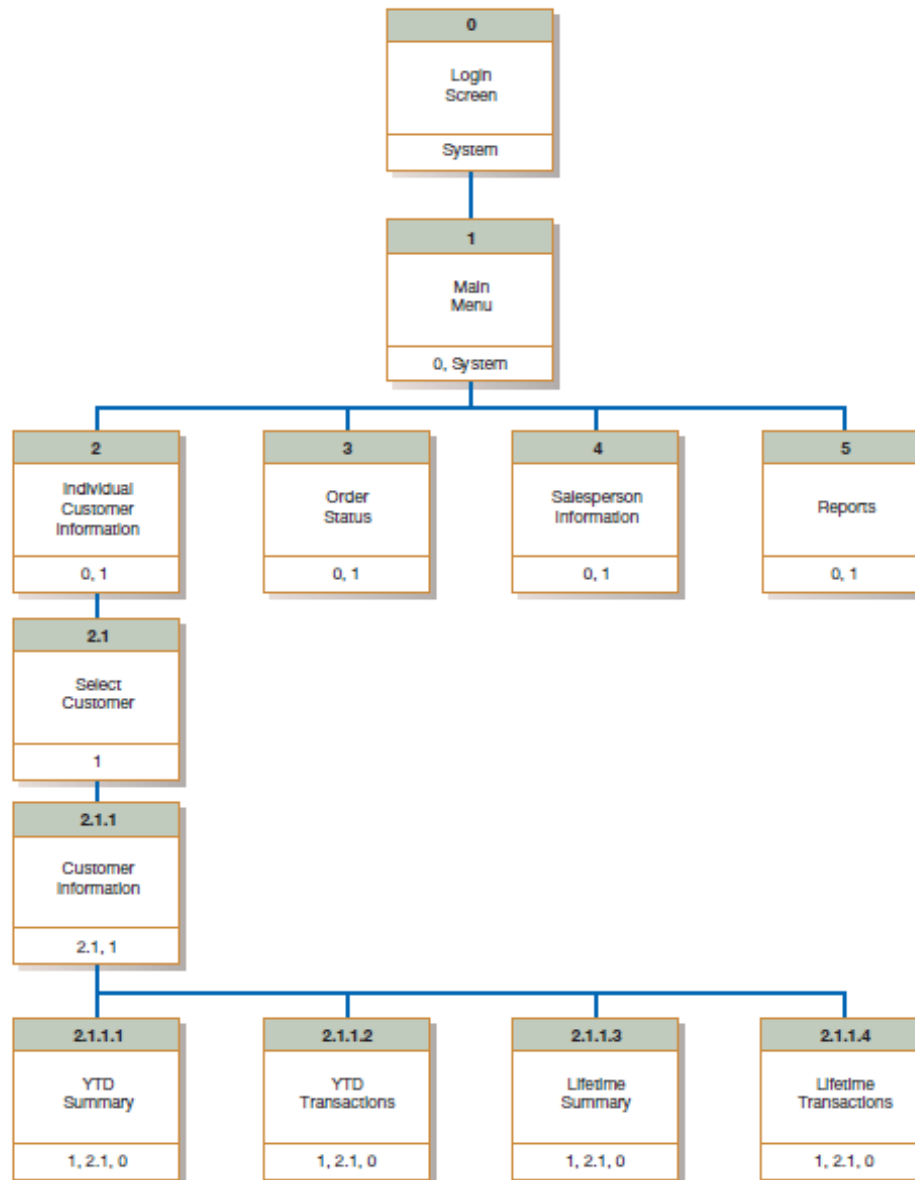 0
Login
Screen
System
1
Main
Menu
0, System
2
Individual
Customer
Information
0, 1
3
Order
Status
0, 1
4
Salesperson
Information
0, 1
5
Reports
0, 1
2.1
Select
Customer
1
2.1.1
Customer
Information
2.1, 1
2.1.1.1
YTD
Summary
1, 2.1, 0
2.1.1.2
YTD
Transactions
1, 2.1, 0
2.1.1.3
Lifetime
Summary
1, 2.1, 0
2.1.1.4
Lifetime
Transactions
1, 2.1, 0